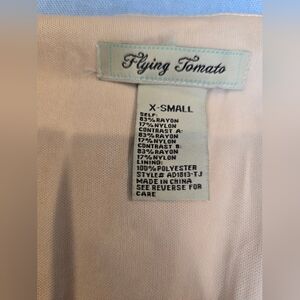 Flying Tomato
X-SMALL
SELF:
83%RAYON
17%NYLON
CONTRAST A:
83%RAYON
17%NYLON
CONTRAST B:
83%RAYON
17%NYLON
LINING:
100%POLYESTER
STYLE# AD1813-TJ
MADE IN CHINA
SEE REVERSE FOR
CARE